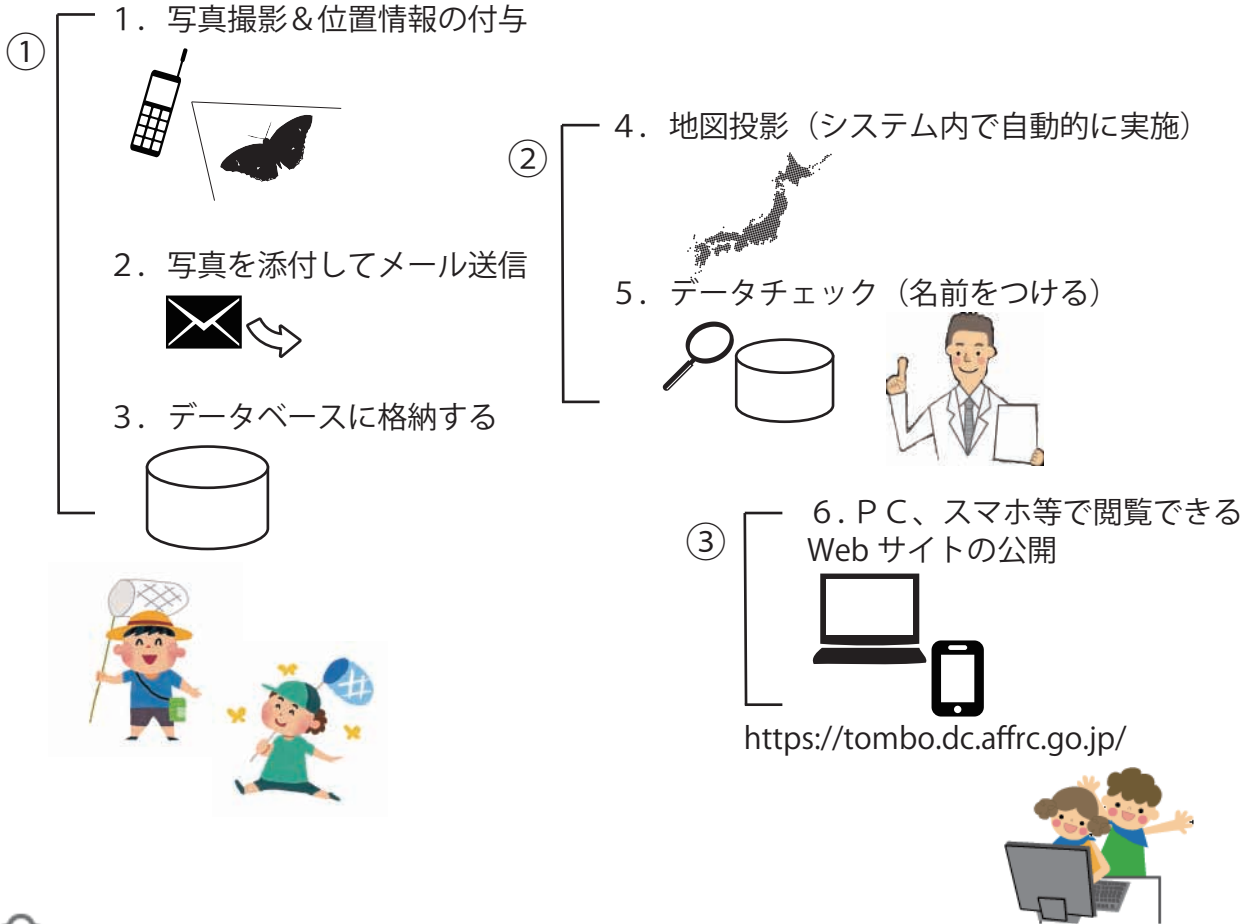 ①
１．写真撮影＆位置情報の付与
２．写真を添付してメール送信
３．データベースに格納する
②
４．地図投影（システム内で自動的に実施）
５．データチェック（名前をつける）
③
６. ＰＣ、スマホ等で閲覧できる
Web サイトの公開
https://tombo.dc.affrc.go.jp/